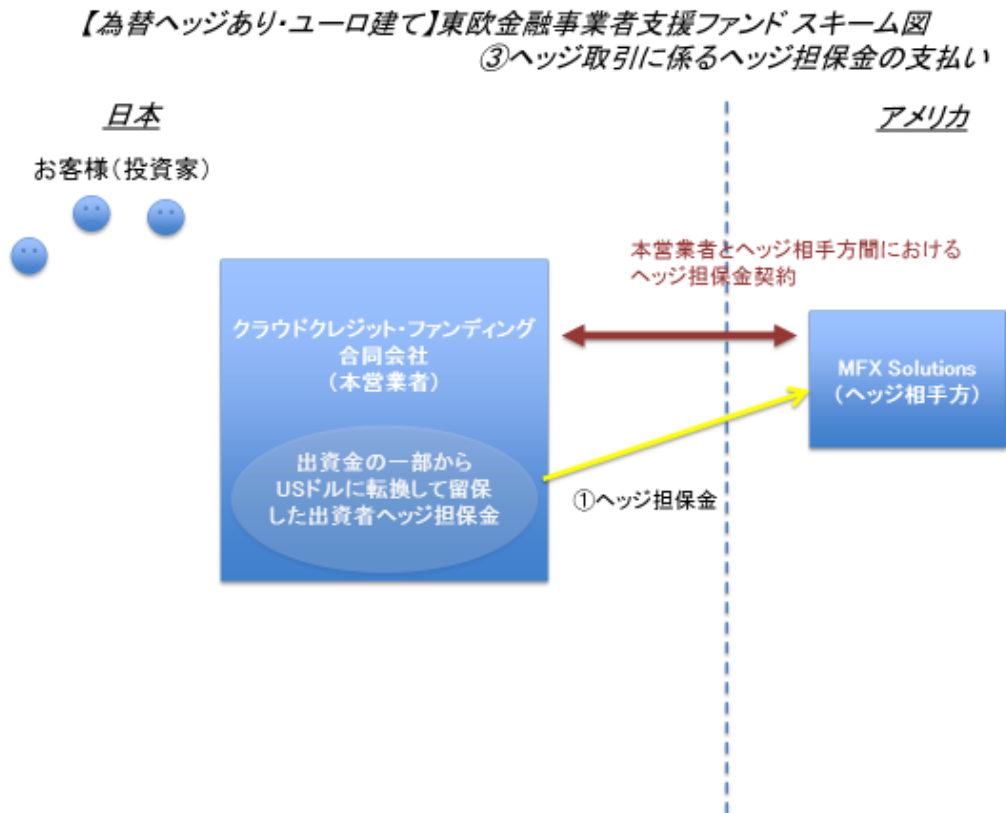 【為替ヘッジあり・ユーロ建て】東欧金融事業者支援ファンド スキーム図
③ヘッジ取引に係るヘッジ担保金の支払い
日本
アメリカ
お客様(投資家)
本営業者とヘッジ相手方間における
ヘッジ担保金契約
クラウドクレジット・ファンディング
合同会社
(本営業者)
MFX Solutions
(ヘッジ相手方)
出資金の一部から
USドルに転換して留保
した出資者ヘッジ担保金
①ヘッジ担保金